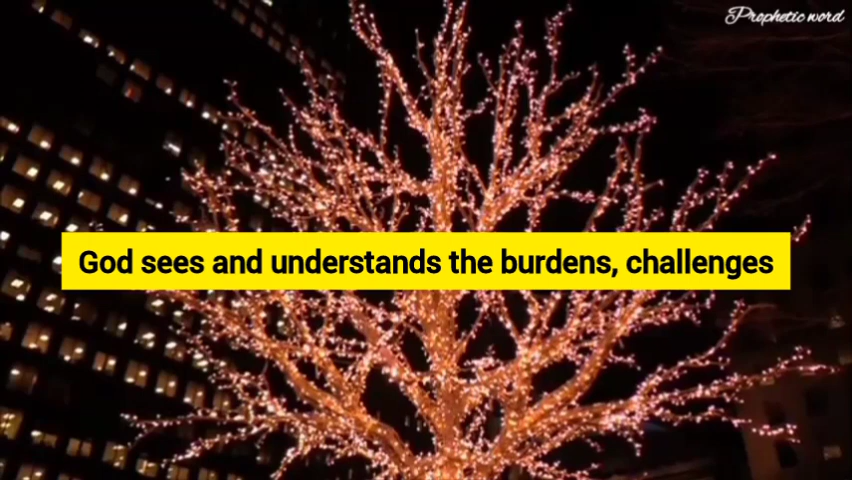 Prophetic word
God sees and understands the burdens, challenges